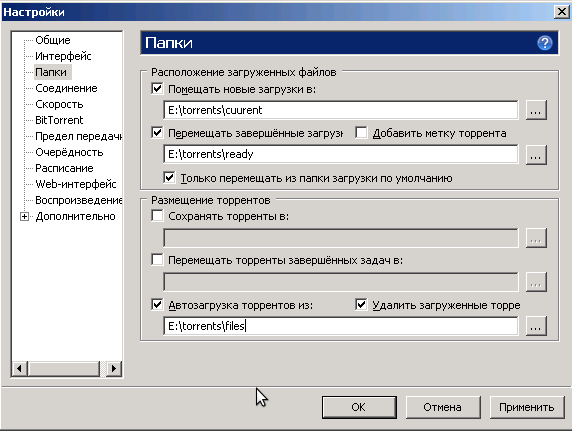 Настройки
Общие
Интерфейс
Папки
Соединение
Скорость
BitTorrent
Предел передачи
Очерёдность
Расписание
Web-интерфейс
Воспроизведение
Дополнительно
Папки
Расположение загруженных файлов
Помещать новые загрузки в:
E:\torrents\cuurent
...
Перемещать завершённые загрузк Добавить метку торрента
E:\torrents\ready
...
Только перемещать из папки загрузки по умолчанию
Размещение торрентов
Сохранять торренты в:
...
Перемещать торренты завершённых задач в:
...
Автозагрузка торрентов из: Удалить загруженные торре
E:\torrents\files
...
OK Отмена Применить